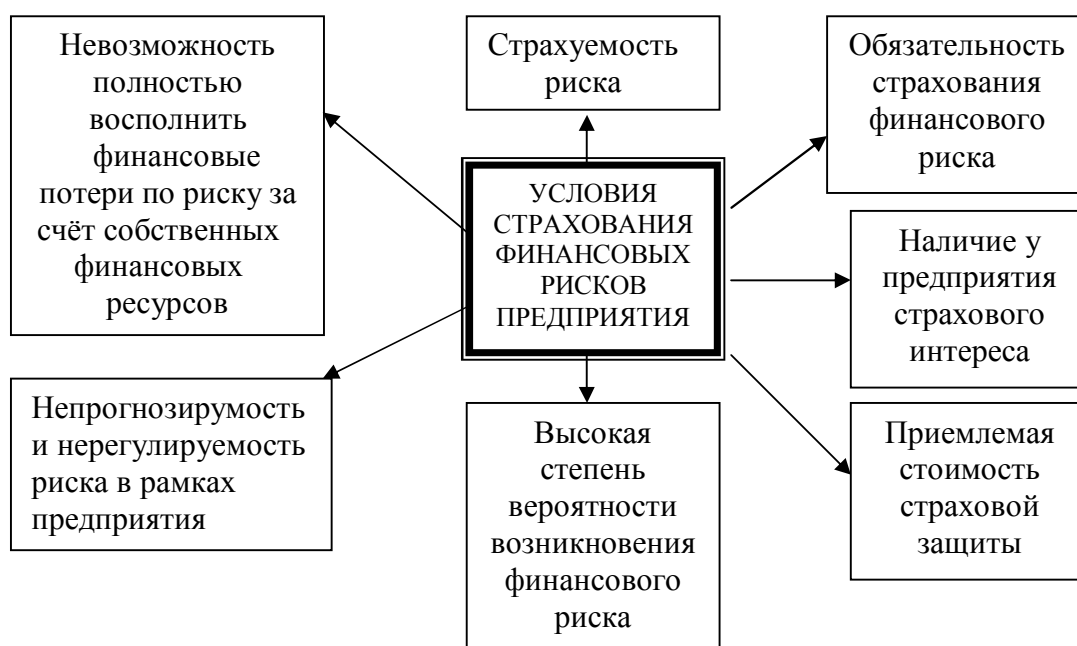 Невозможность
полностью
восполнить
финансовые
потери по риску за
счёт собственных
финансовых
ресурсов
Страхуемость
риска
Обязательность
страхования
финансового
риска
УСЛОВИЯ
СТРАХОВАНИЯ
ФИНАНСОВЫХ
РИСКОВ
ПРЕДПРИЯТИЯ
Наличие у
предприятия
страхового
интереса
Непрогнозирумость
и нерегулируемость
риска в рамках
предприятия
Высокая
степень
вероятности
возникновения
финансового
риска
Приемлемая
стоимость
страховой
защиты